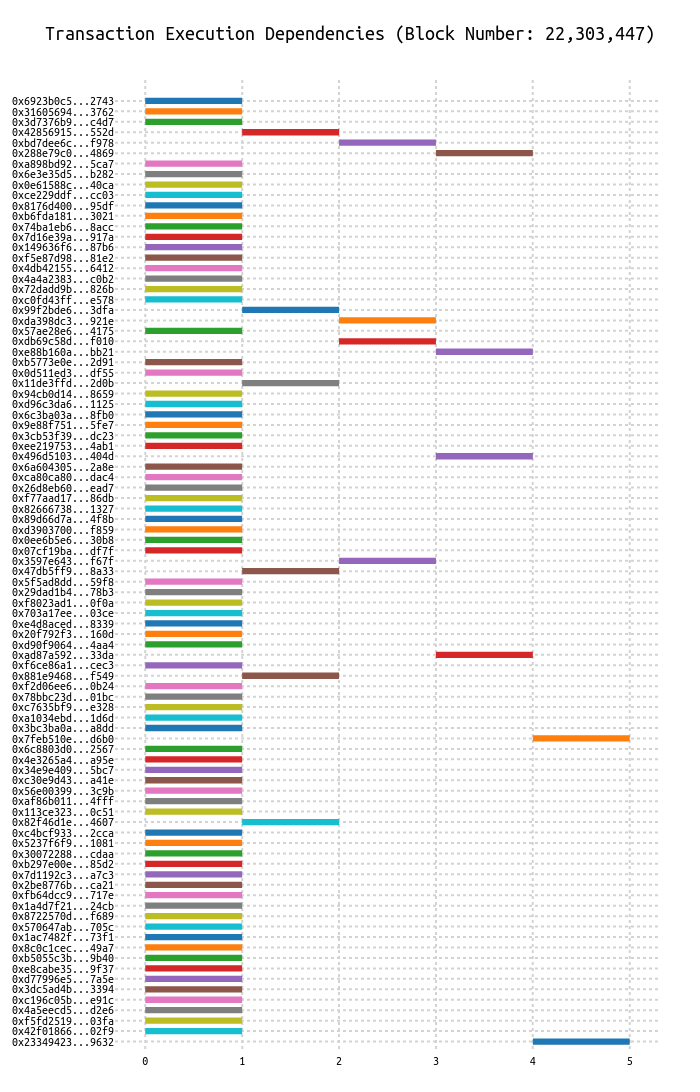 Transaction Execution Dependencies (Block Number: 22,303,447)
0x6923b0c5...2743
0x31605694...3762
0x3d7376b9...c4d7
0x42856915...552d
0xbd7dee6c...f978
0x288e79c0...4869
0xa898bd92...5ca7
0x6e3e35d5...b282
0x0e61588c...40ca
0xce229ddf...cc03
0x8176d400...95df
0xb6fda181...3021
0x74ba1eb6...8acc
0x7d16e39a...917a
0x149636f6...87b6
0xf5e87d98...81e2
0x4db42155...6412
0x4a4a2383...c0b2
0x72dadd9b...826b
0xc0fd43ff...e578
0x99f2bde6...3dfa
0xda398dc3...921e
0x57ae28e6...4175
0xdb69c58d...f010
0xe88b160a...bb21
0xb5773e0e...2d91
0x0d511ed3...df55
0x11de3ffd...2d0b
0x94cb0d14...8659
0xd96c3da6...1125
0x6c3ba03a...8fb0
0x9e88f751...5fe7
0x3cb53f39...dc23
0xee219753...4ab1
0x496d5103...404d
0x6a604305...2a8e
0xca80ca80...dac4
0x26d8eb60...ead7
0xf77aad17...86db
0x82666738...1327
0x89d66d7a...4f8b
0xd3903700...f859
0x0ee6b5e6...30b8
0x07cf19ba...df7f
0x3597e643...f67f
0x47db5ff9...8a33
0x5f5ad8dd...59f8
0x29dad1b4...78b3
0xf8023ad1...0f0a
0x703a17ee...03ce
0xe4d8aced...8339
0x20f792f3...160d
0xd90f9064...4aa4
0xad87a592...33da
0xf6ce86a1...cec3
0x881e9468...f549
0xf2d06ee6...0b24
0x78bbc23d...01bc
0xc7635bf9...e328
0xa1034ebd...1d6d
0x3bc3ba0a...a8dd
0x7feb510e...d6b0
0x6c8803d0...2567
0x4e3265a4...a95e
0x34e9e409...5bc7
0xc30e9d43...a41e
0x56e00399...3c9b
0xaf86b011...4fff
0x113ce323...0c51
0x82f46d1e...4607
0xc4bcf933...2cca
0x5237f6f9...1081
0x30072288...cdaa
0xb297e00e...85d2
0x7d1192c3...a7c3
0x2be8776b...ca21
0xfb64dcc9...717e
0x1a4d7f21...24cb
0x8722570d...f689
0x570647ab...705c
0x1ac7482f...73f1
0x8c0c1cec...49a7
0xb5055c3b...9b40
0xe8cabe35...9f37
0xd77996e5...7a5e
0x3dc5ad4b...3394
0xc196c05b...e91c
0x4a5eecd5...d2e6
0xf5fd2519...03fa
0x42f01866...02f9
0x23349423...9632
0 1 2 3 4 5